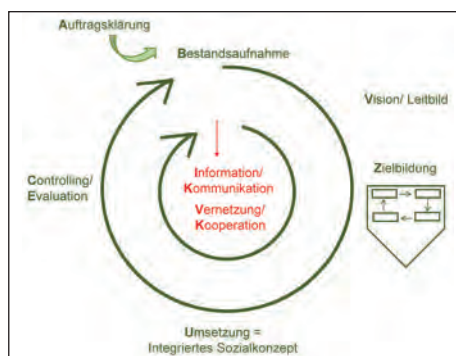 Auftragsklärung
Bestandsaufnahme
Vision/ Leitbild
Information/
Kommunikation
Vernetzung/
Kooperation
Zielbildung
Controlling/
Evaluation
Umsetzung =
Integriertes Sozialkonzept